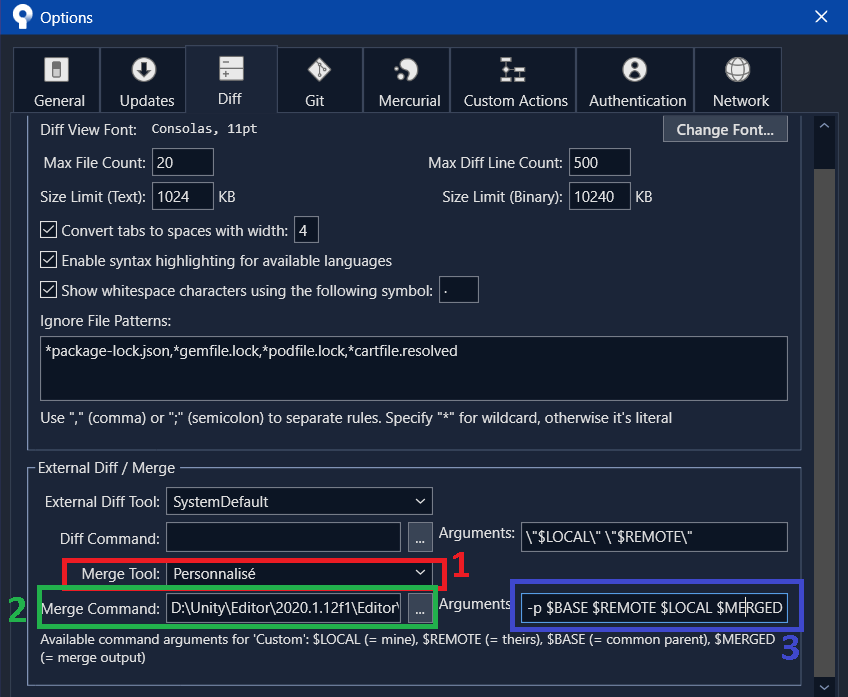 Options
General Updates Diff Git Mercurial Custom Actions Authentication Network
Diff View Font: Consolas, 11pt Change Font...
Max File Count: 20 Max Diff Line Count: 500
Size Limit (Text): 1024 KB Size Limit (Binary): 10240 KB
Convert tabs to spaces with width: 4
Enable syntax highlighting for available languages
Show whitespace characters using the following symbol: ·
Ignore File Patterns:
*package-lock.json,*gemfile.lock,*podfile.lock,*cartfile.resolved
Use "," (comma) or ";" (semicolon) to separate rules. Specify "*" for wildcard, otherwise it's literal
External Diff / Merge
External Diff Tool: SystemDefault
Diff Command: ... Arguments: \"$LOCAL\" \"$REMOTE\"
Merge Tool: Personnalisé 1
2 Merge Command: D:\Unity\Editor\2020.1.12f1\Editor\ ... Arguments -p $BASE $REMOTE $LOCAL $MERGED
3
Available command arguments for 'Custom': $LOCAL (= mine), $REMOTE (= theirs), $BASE (= common parent), $MERGED
(= merge output)